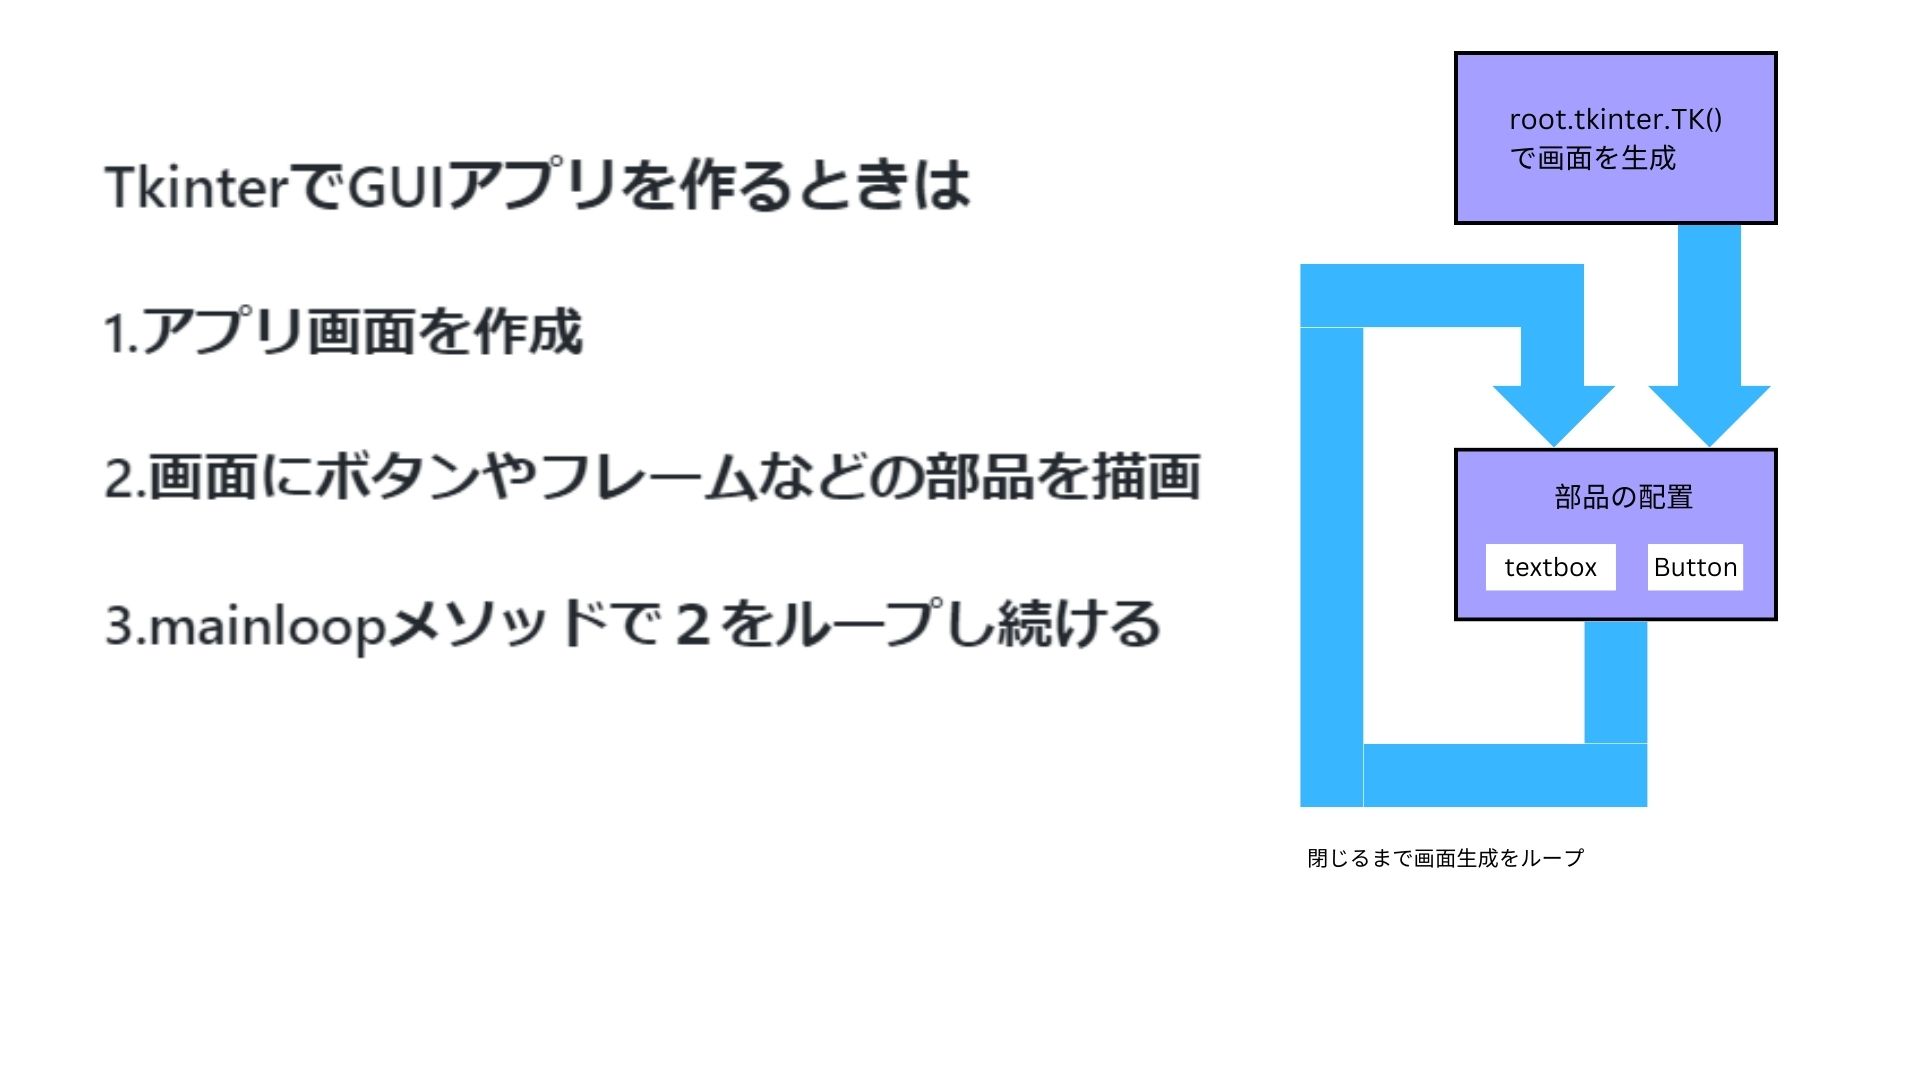 TkinterでGUIアプリを作るときは
1.アプリ画面を作成
2.画面にボタンやフレームなどの部品を描画
3.mainloopメソッドで２をループし続ける
root.tkinter.TK()
で画面を生成
部品の配置
textbox
Button
閉じるまで画面生成をループ